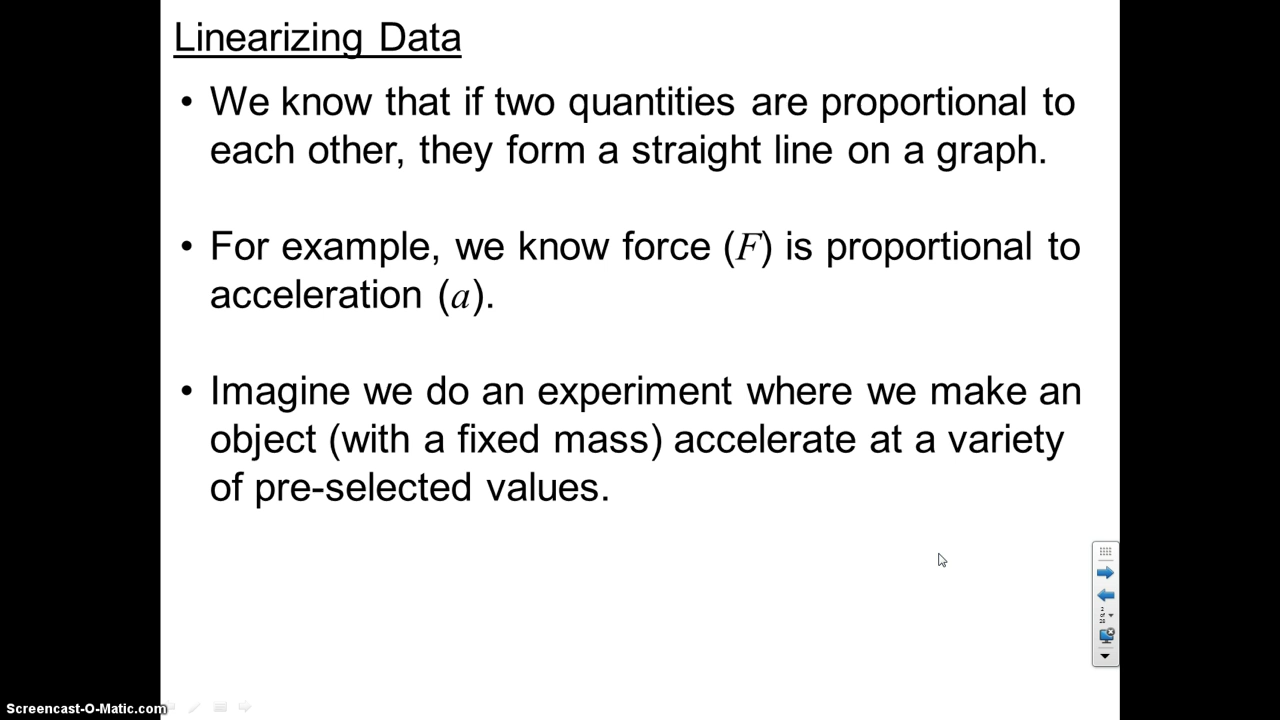 Linearizing Data
• We know that if two quantities are proportional to
each other, they form a straight line on a graph.
• For example, we know force (F) is proportional to
acceleration (a).
• Imagine we do an experiment where we make an
object (with a fixed mass) accelerate at a variety
of pre-selected values.
2
of
Screencast-O-Matic.com